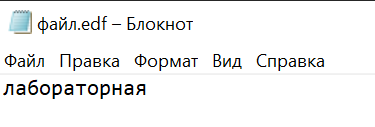 файл.edf – Блокнот
Файл Правка Формат Вид Справка
лабораторная